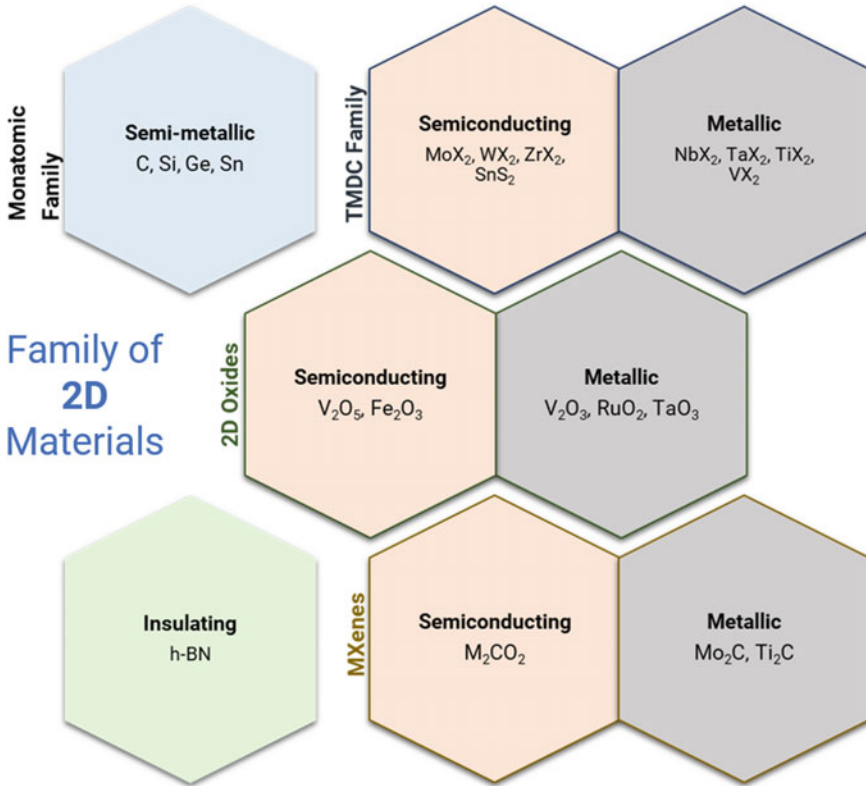 Monatomic
Family
Semi-metallic
C, Si, Ge, Sn
TMDC Family
Semiconducting
MoX₂, WX₂, ZrX₂,
SnS₂
Metallic
NbX₂, TaX₂, TiX₂,
VX₂
Family of
2D
Materials
2D Oxides
Semiconducting
V₂O₅, Fe₂O₃
Metallic
V₂O₃, RuO₂, TaO₃
Insulating
h-BN
MXenes
Semiconducting
M₂CO₂
Metallic
Mo₂C, Ti₂C